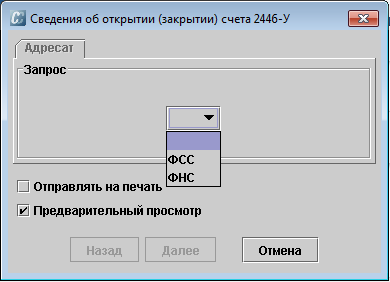 Сведения об открытии (закрытии) счета 2446-У
Адресат
Запрос
ФСС
ФНС
Отправлять на печать
Предварительный просмотр
Назад Далее Отмена